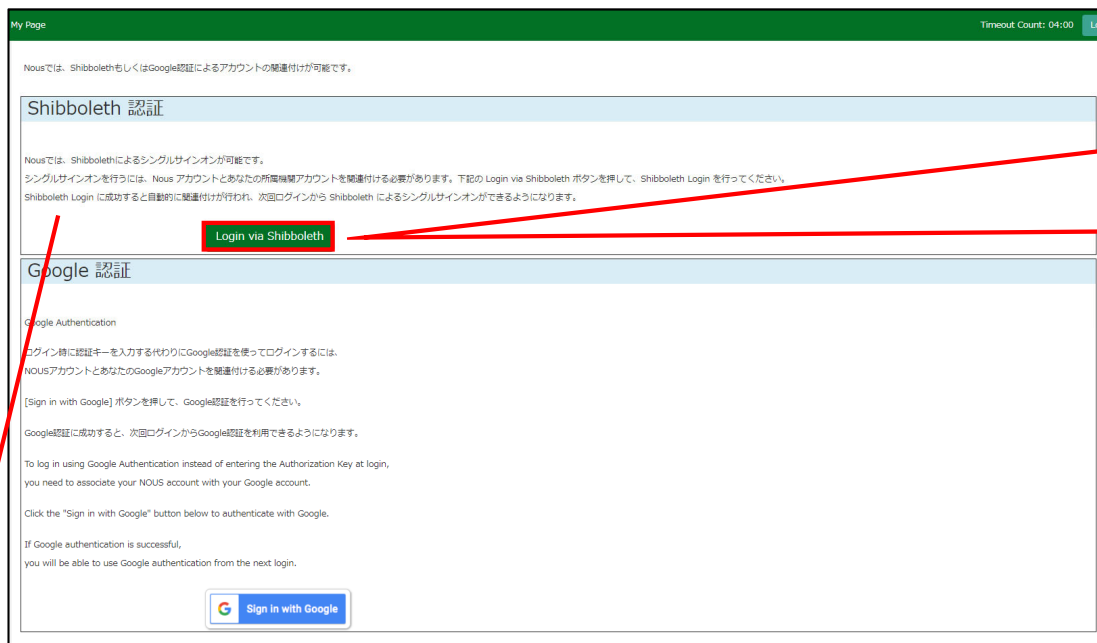 My Page
Timeout Count: 04:00
Nousでは、ShibbolethもしくはGoogle認証によるアカウントの関連付けが可能です。
Shibboleth 認証
Nousでは、Shibbolethによるシングルサインオンが可能です。
シングルサインオンを行うには、Nous アカウントとあなたの所属機関アカウントを関連付ける必要があります。下記の Login via Shibboleth ボタンを押して、Shibboleth Login を行ってください。
Shibboleth Login に成功すると自動的に関連付けが行われ、次回ログインから Shibboleth によるシングルサインオンができるようになります。
Login via Shibboleth
Google 認証
Google Authentication
ログイン時に認証キーを入力する代わりにGoogle認証を使ってログインするには、
NOUSアカウントとあなたのGoogleアカウントを関連付ける必要があります。
[Sign in with Google] ボタンを押して、Google認証を行ってください。
Google認証に成功すると、次回ログインからGoogle認証を利用できるようになります。
To log in using Google Authentication instead of entering the Authorization Key at login,
you need to associate your NOUS account with your Google account.
Click the "Sign in with Google" button below to authenticate with Google.
If Google authentication is successful,
you will be able to use Google authentication from the next login.
Sign in with Google